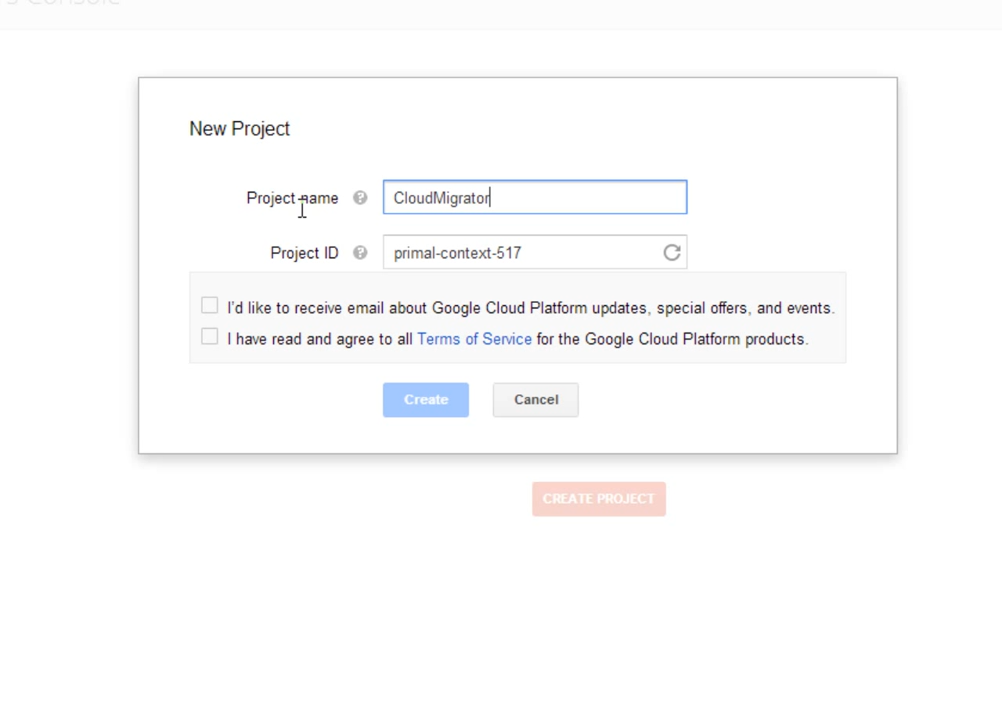 Console
New Project
Project name
CloudMigrator
Project ID
primal-context-517
I'd like to receive email about Google Cloud Platform updates, special offers, and events.
I have read and agree to all Terms of Service for the Google Cloud Platform products.
Create
Cancel
CREATE PROJECT